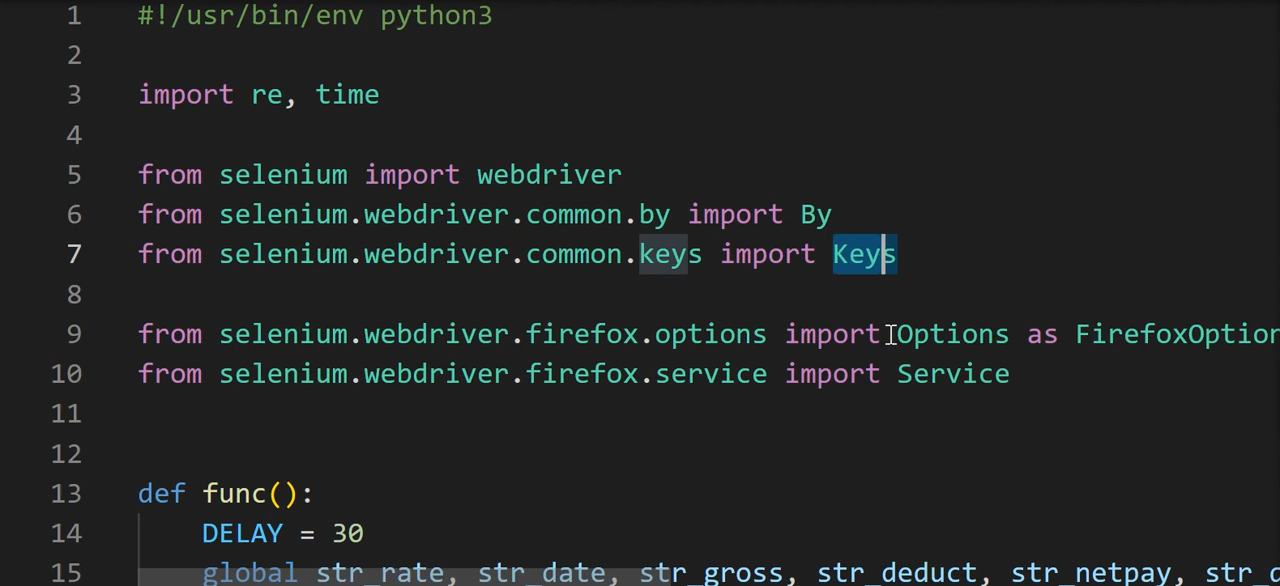 1 #!/usr/bin/env python3
2
3 import re, time
4
5 from selenium import webdriver
6 from selenium.webdriver.common.by import By
7 from selenium.webdriver.common.keys import Keys
8
9 from selenium.webdriver.firefox.options import Options as FirefoxOption
10 from selenium.webdriver.firefox.service import Service
11
12
13 def func():
14 DELAY = 30
15 global str_rate, str_date, str_gross, str_deduct, str_netpay,